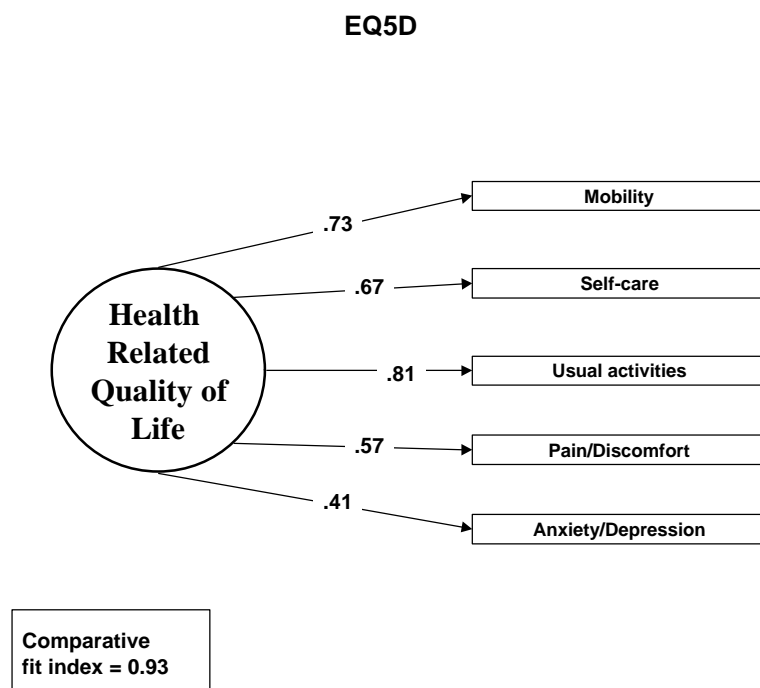 EQ5D
Mobility
.73
.67
Self-care
Health
Related
Quality of
Life
.81
Usual activities
.57
Pain/Discomfort
.41
Anxiety/Depression
Comparative
fit index = 0.93